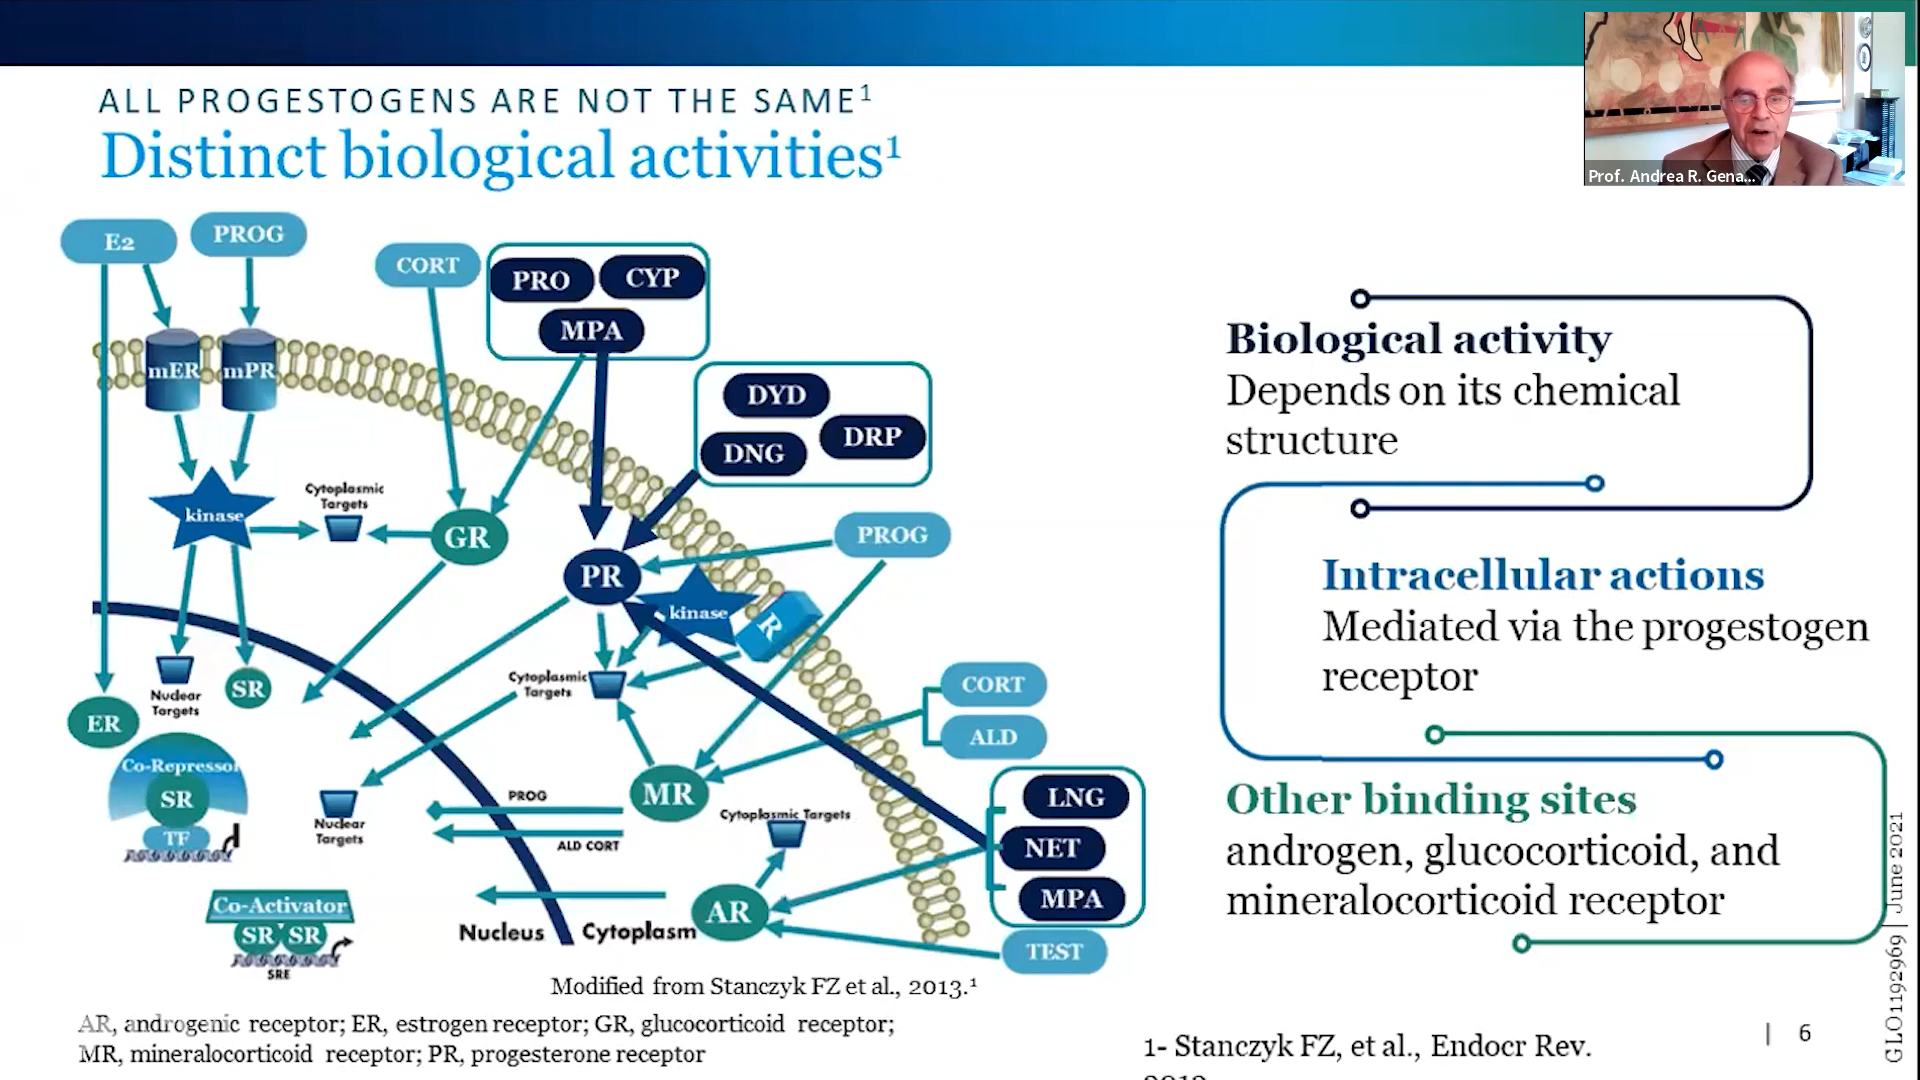 ALL PROGESTOGENS ARE NOT THE SAME¹
Distinct biological activities¹
Prof. Andrea R. Gena...
E2
PROG
CORT
PRO
CYP
MPA
mER
mPR
DYD
DRP
DNG
kinase
Cytoplasmic
Targets
GR
PR
PROG
kinase
R
Nuclear
Targets
SR
ER
Cytoplasmic
Targets
CORT
ALD
Co-Repressor
SR
TF
Nuclear
Targets
PROG
ALD CORT
MR
Cytoplasmic Targets
LNG
NET
MPA
AR
TEST
Co-Activator
SR SR
SRE
Nucleus
Cytoplasm
Modified from Stanczyk FZ et al., 2013.¹
Biological activity
Depends on its chemical
structure
Intracellular actions
Mediated via the progestogen
receptor
Other binding sites
androgen, glucocorticoid, and
mineralocorticoid receptor
AR, androgenic receptor; ER, estrogen receptor; GR, glucocorticoid receptor;
MR, mineralocorticoid receptor; PR, progesterone receptor
1- Stanczyk FZ, et al., Endocr Rev.
| 6
GLO1192969 | June 2021